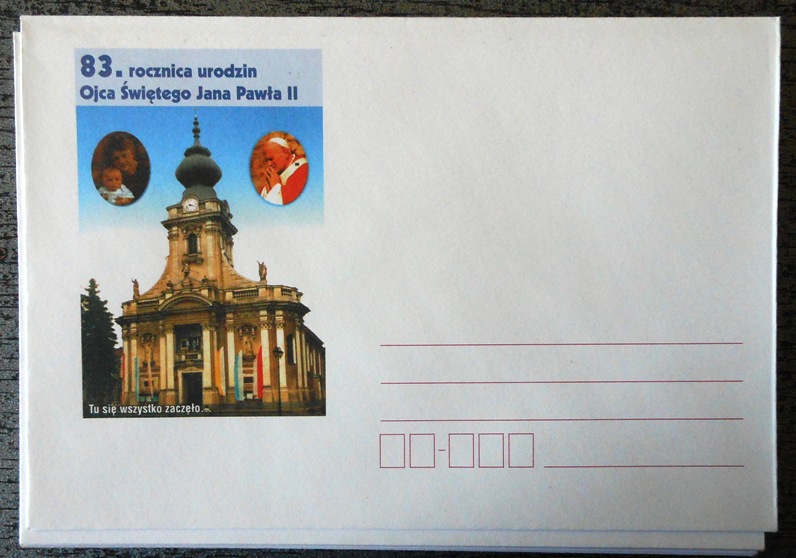 83. rocznica urodzin
Ojca Świętego Jana Pawła II
Tu się wszystko zaczęło...